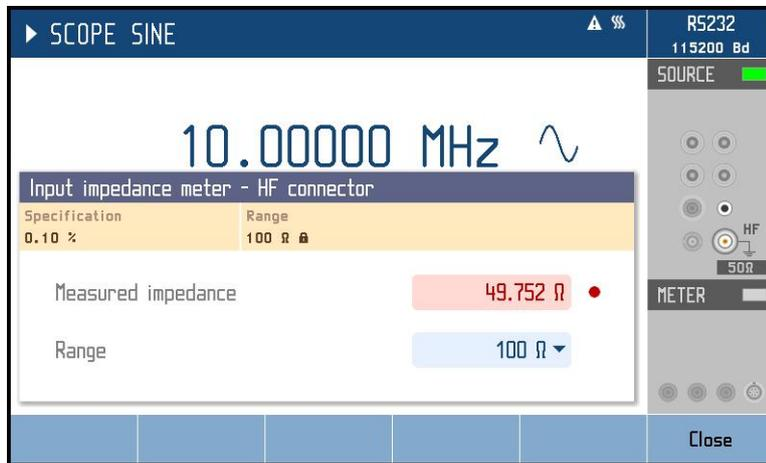 SCOPE SINE
RS232
115200 Bd
SOURCE
10.00000 MHz
Input impedance meter - HF connector
Specification Range
0.10 % 100 Ω
HF
50Ω
Measured impedance 49.752 Ω
METER
Range 100 Ω
Close